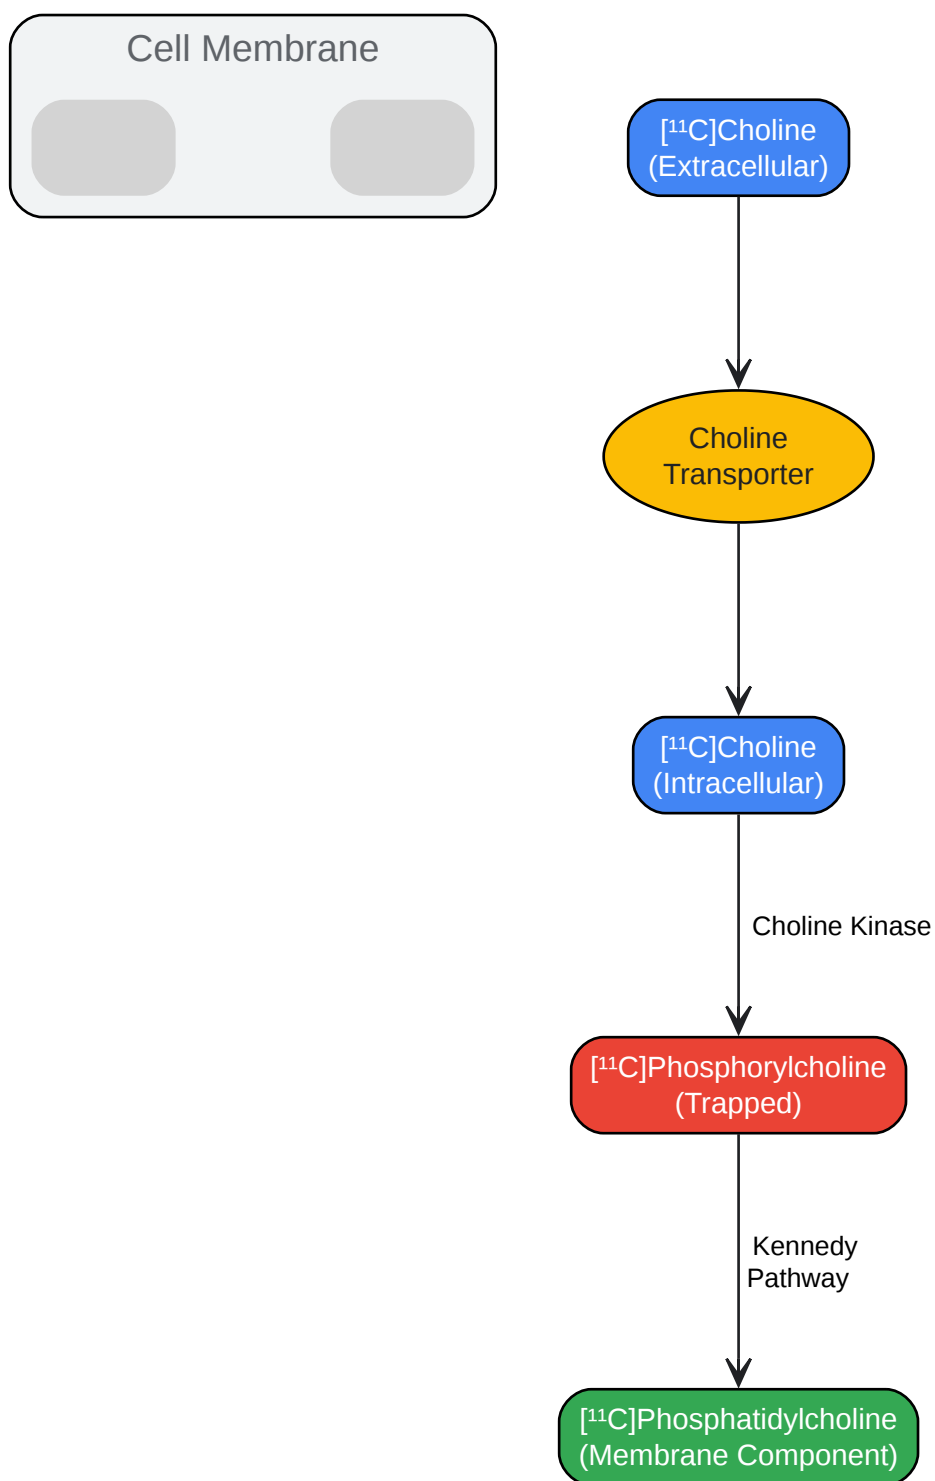 Cell Membrane
[¹¹C]Choline
(Extracellular)
Choline
Transporter
[¹¹C]Choline
(Intracellular)
Choline Kinase
[¹¹C]Phosphorylcholine
(Trapped)
Kennedy
Pathway
[¹¹C]Phosphatidylcholine
(Membrane Component)